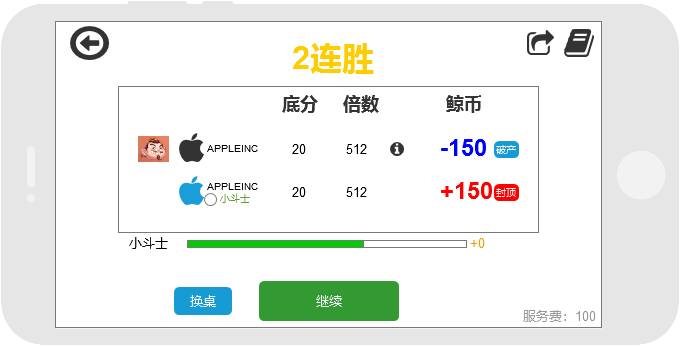 2连胜
底分 倍数 鲸币
APPLEINC 20 512 -150 破产
APPLEINC 20 512 +150 封顶
小斗士
小斗士 +0
换桌 继续
服务费：100